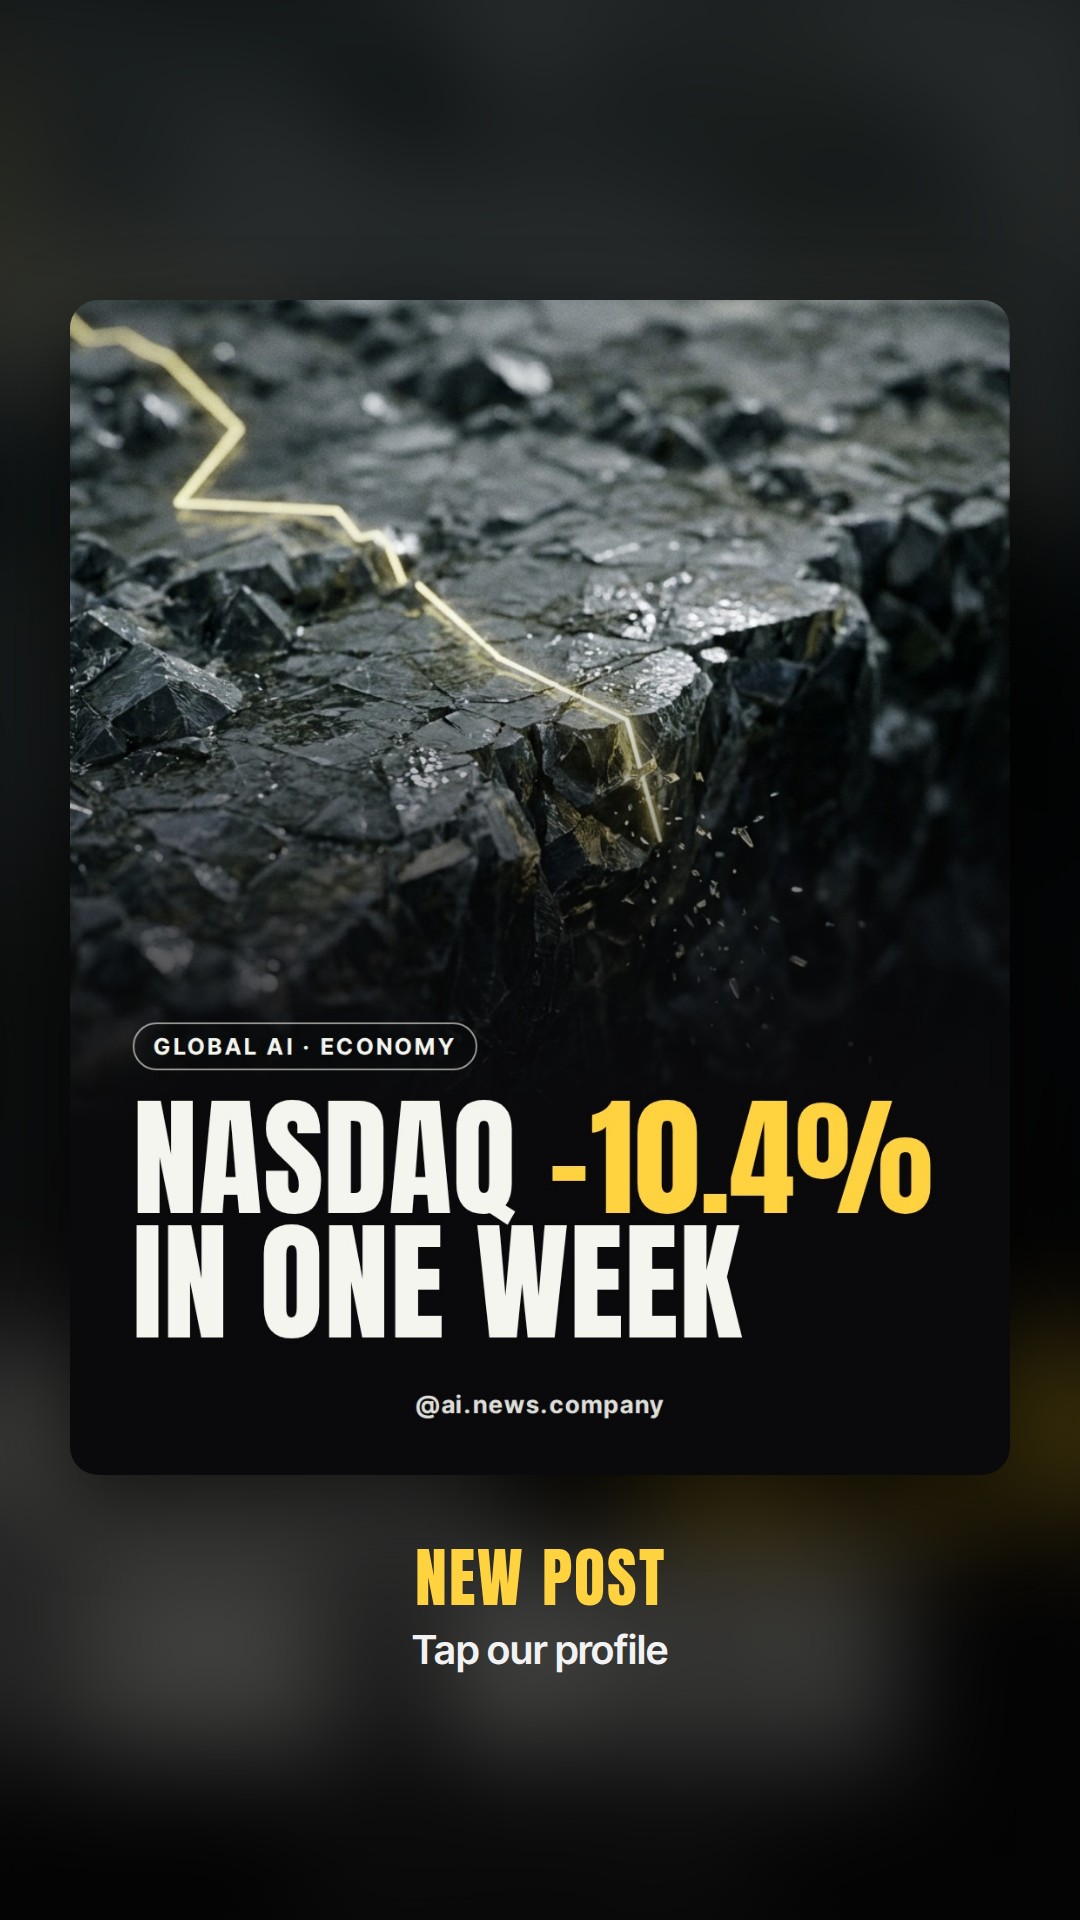 GLOBAL AI · ECONOMY
NASDAQ -10.4%
IN ONE WEEK
@ai.news.company
NEW POST
Tap our profile